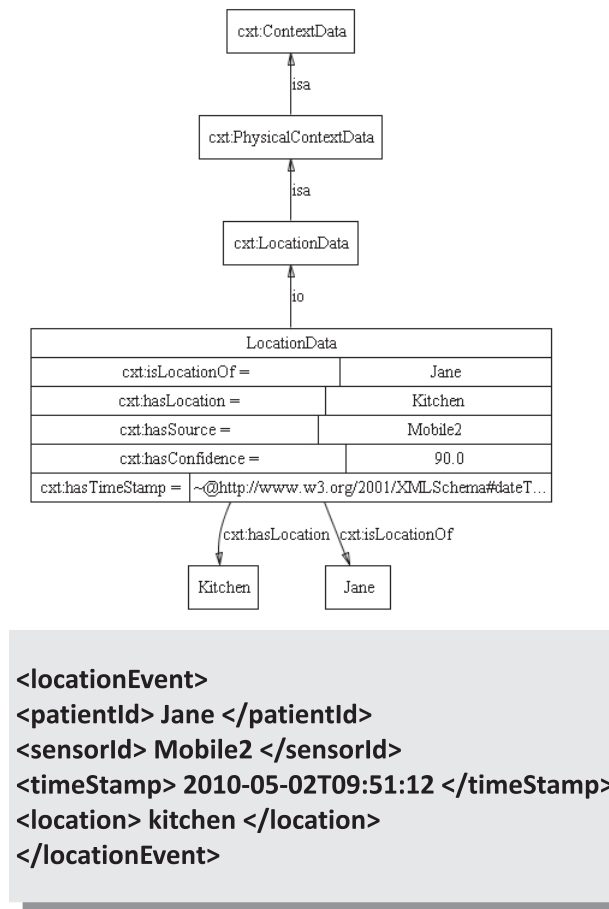 cxt:ContextData
isa
cxt:PhysicalContextData
isa
cxt:LocationData
io
LocationData
cxt:isLocationOf = Jane
cxt:hasLocation = Kitchen
cxt:hasSource = Mobile2
cxt:hasConfidence = 90.0
cxt:hasTimeStamp = ~@http://www.w3.org/2001/XMLSchema#dateT...
cxt:hasLocation cxt:isLocationOf
Kitchen Jane
<locationEvent>
<patientId> Jane </patientId>
<sensorId> Mobile2 </sensorId>
<timeStamp> 2010-05-02T09:51:12 </timeStamp>
<location> kitchen </location>
</locationEvent>